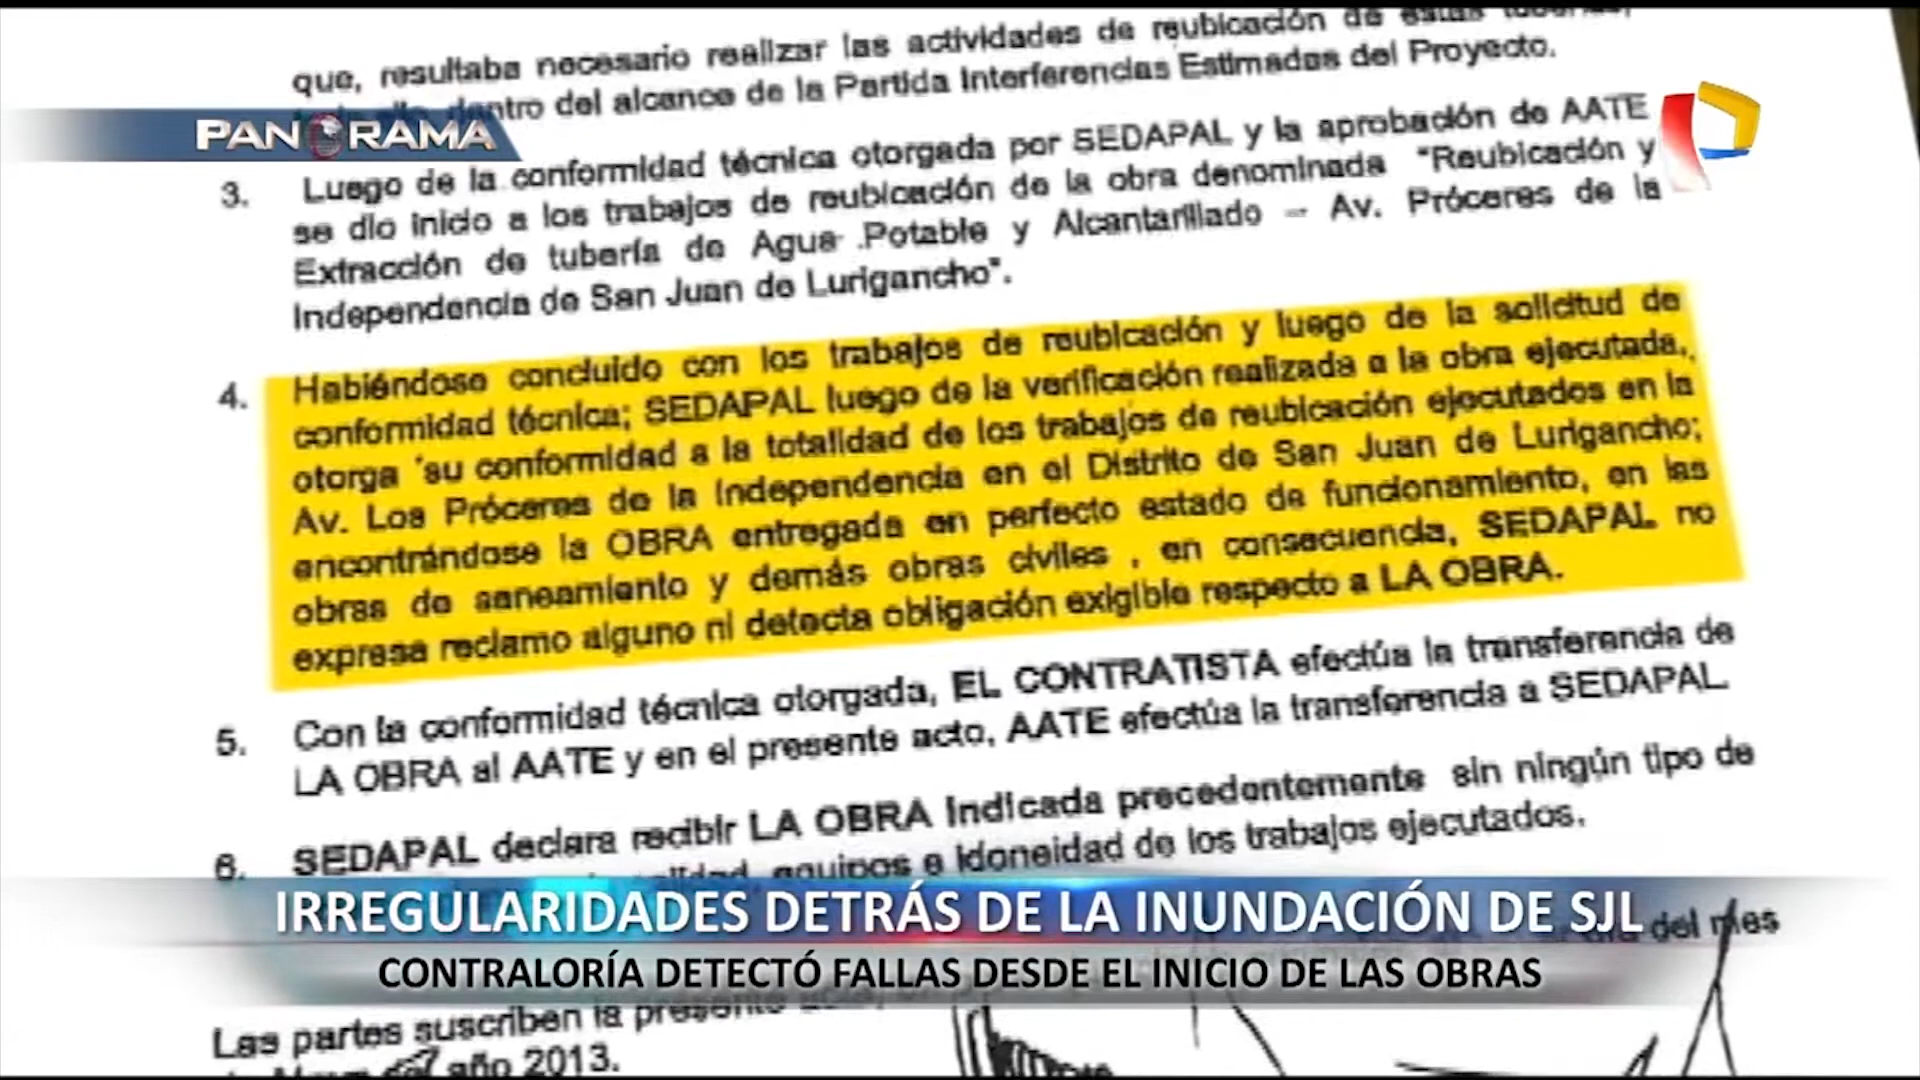 que, resultaba necesario realizar las actividades de reubicación de estas
dentro del alcance de la Partida Interferencias Estimadas del Proyecto.
PANORAMA
3. Luego de la conformidad técnica otorgada por SEDAPAL y la aprobación de AATE
se dio inicio a los trabajos de reubicación de la obra denominada "Reubicación y
Extracción de tubería de Agua Potable y Alcantarillado – Av. Próceres de la
Independencia de San Juan de Lurigancho".
4. Habiéndose concluido con los trabajos de reubicación y luego de la solicitud de
conformidad técnica; SEDAPAL luego de la verificación realizada a la obra ejecutada,
otorga su conformidad a la totalidad de los trabajos de reubicación ejecutados en la
Av. Los Próceres de la Independencia en el Distrito de San Juan de Lurigancho;
encontrándose la OBRA entregada en perfecto estado de funcionamiento, en las
obras de saneamiento y demás obras civiles , en consecuencia, SEDAPAL no
expresa reclamo alguno ni detecta obligación exigible respecto a LA OBRA.
5. Con la conformidad técnica otorgada, EL CONTRATISTA efectúa la transferencia de
LA OBRA al AATE y en el presente acto, AATE efectúa la transferencia a SEDAPAL.
6. SEDAPAL declara recibir LA OBRA indicada precedentemente sin ningún tipo de
equipos e idoneidad de los trabajos ejecutados.
IRREGULARIDADES DETRÁS DE LA INUNDACIÓN DE SJL
del mes
CONTRALORÍA DETECTÓ FALLAS DESDE EL INICIO DE LAS OBRAS
Las partes suscriben la presente
año 2013.